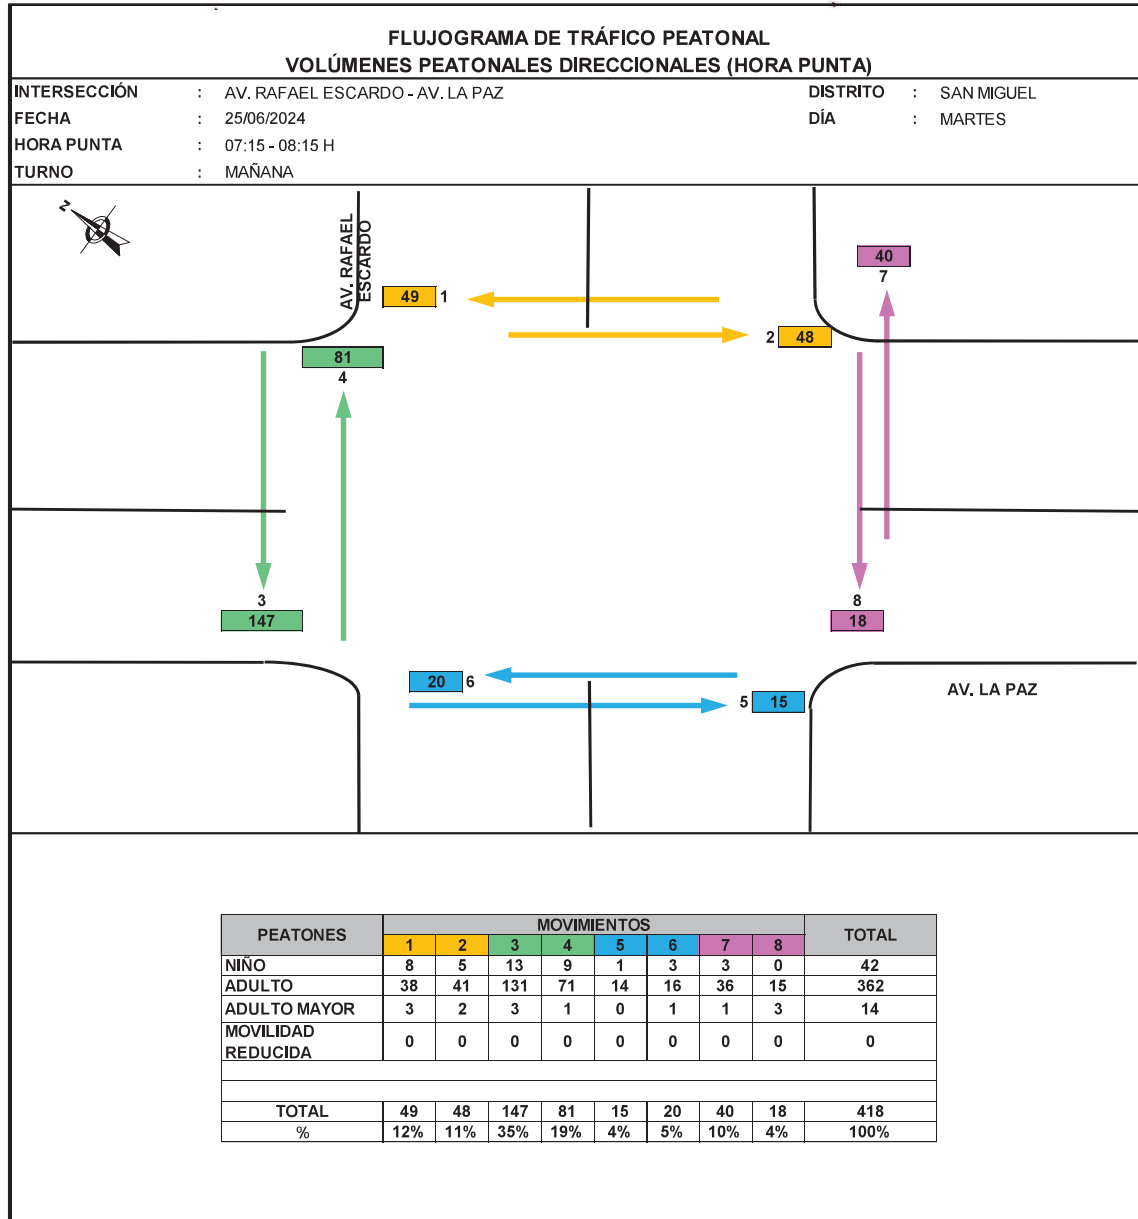 FLUJOGRAMA DE TRÁFICO PEATONAL
VOLÚMENES PEATONALES DIRECCIONALES (HORA PUNTA)
INTERSECCIÓN : AV. RAFAEL ESCARDO - AV. LA PAZ DISTRITO : SAN MIGUEL
FECHA : 25/06/2024 DÍA : MARTES
HORA PUNTA : 07:15 - 08:15 H
TURNO : MAÑANA
N
AV. RAFAEL
ESCARDO
40
7
49 1
2 48
81
4
3
147
8
18
20 6
5 15
AV. LA PAZ
PEATONES MOVIMIENTOS TOTAL
1 2 3 4 5 6 7 8
NIÑO 8 5 13 9 1 3 3 0 42
ADULTO 38 41 131 71 14 16 36 15 362
ADULTO MAYOR 3 2 3 1 0 1 1 3 14
MOVILIDAD
REDUCIDA 0 0 0 0 0 0 0 0 0
TOTAL 49 48 147 81 15 20 40 18 418
% 12% 11% 35% 19% 4% 5% 10% 4% 100%